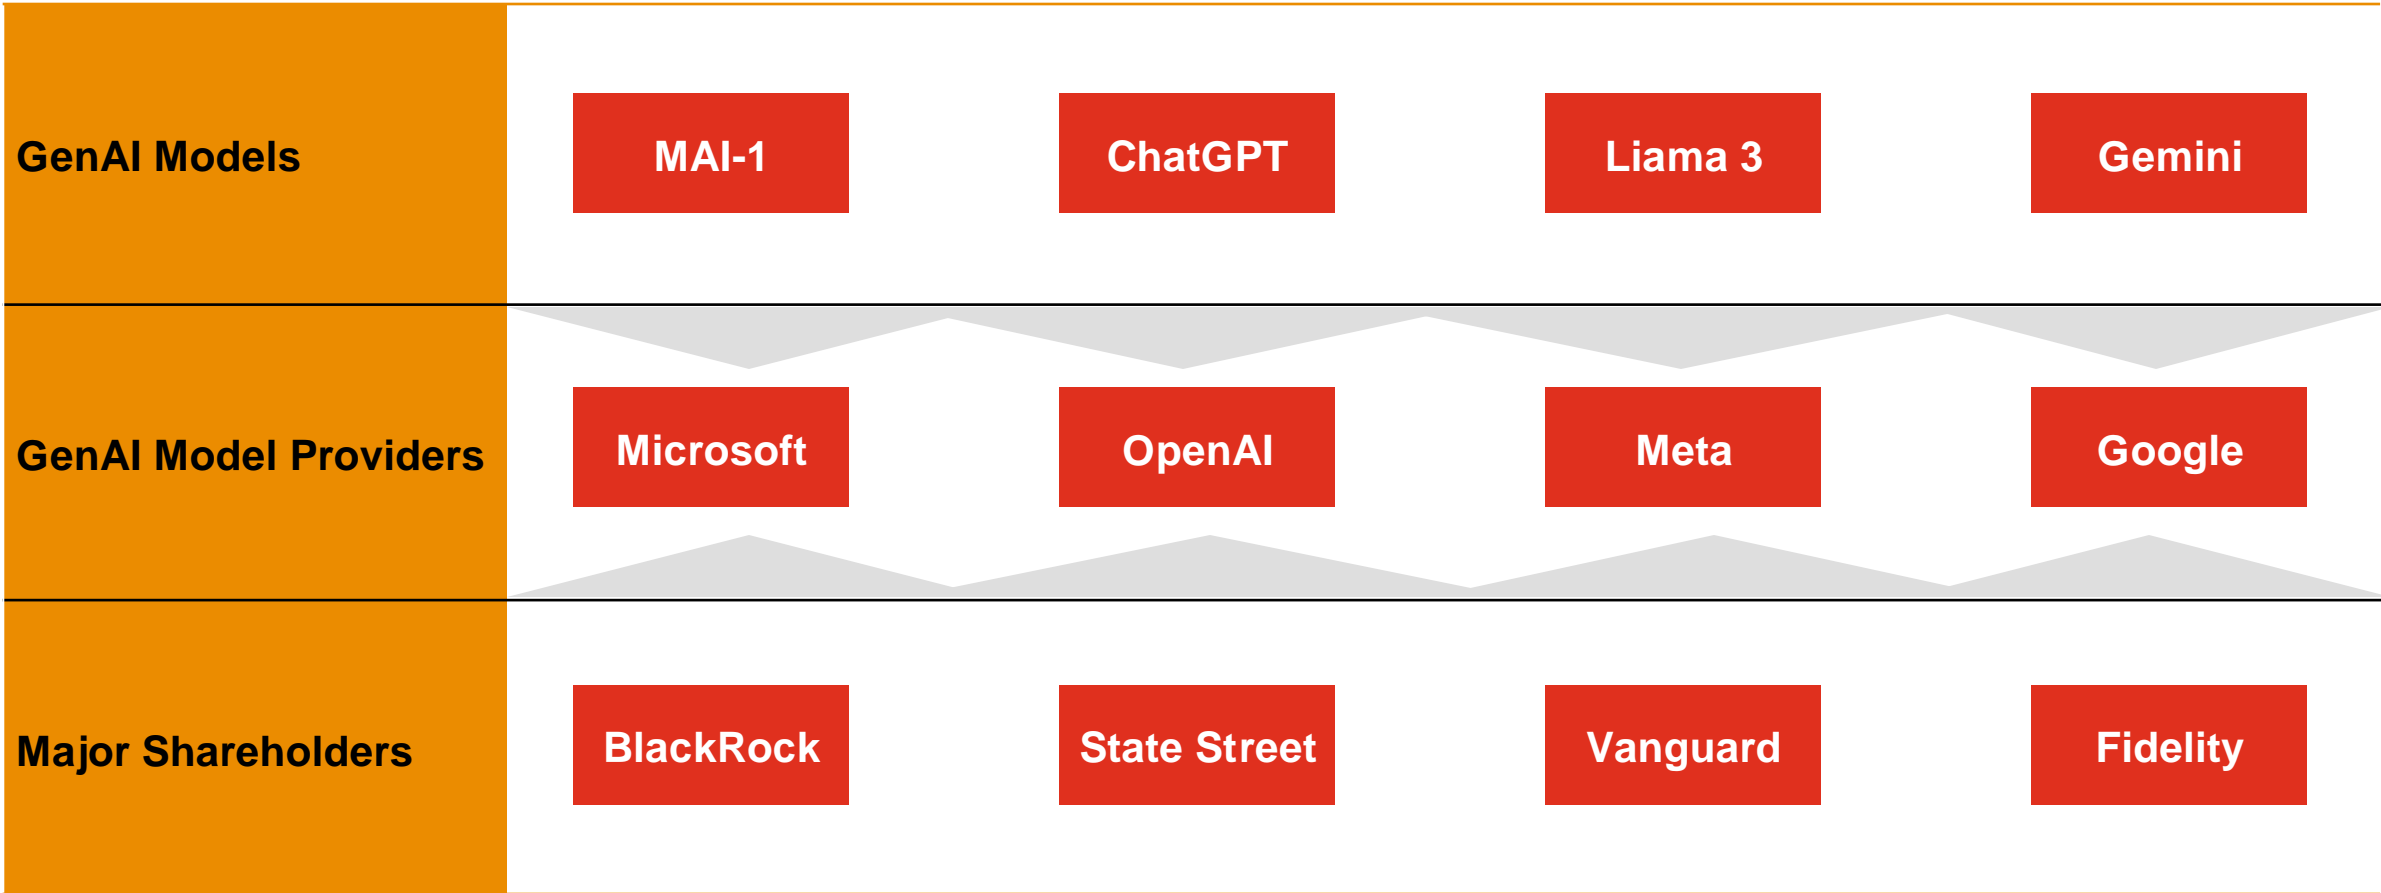 GenAI Models
MAI-1
ChatGPT
Liama 3
Gemini
GenAI Model Providers
Microsoft
OpenAI
Meta
Google
Major Shareholders
BlackRock
State Street
Vanguard
Fidelity